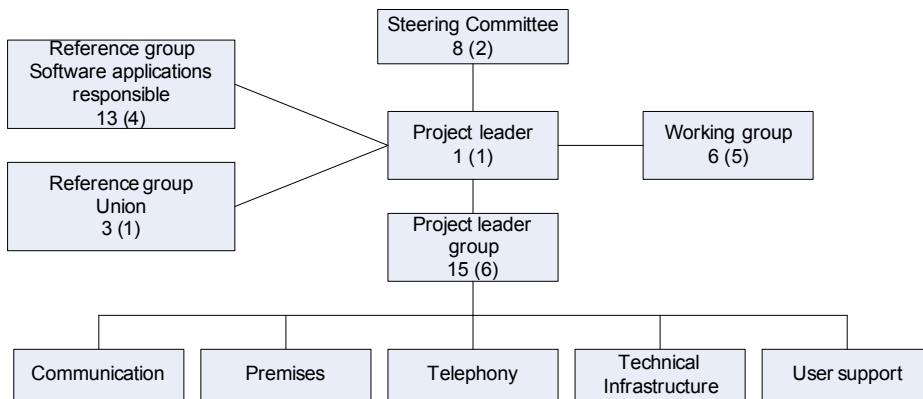 Steering Committee
8 (2)
Reference group
Software applications
responsible
13 (4)
Project leader
1 (1)
Working group
6 (5)
Reference group
Union
3 (1)
Project leader
group
15 (6)
Communication
Premises
Telephony
Technical
Infrastructure
User support